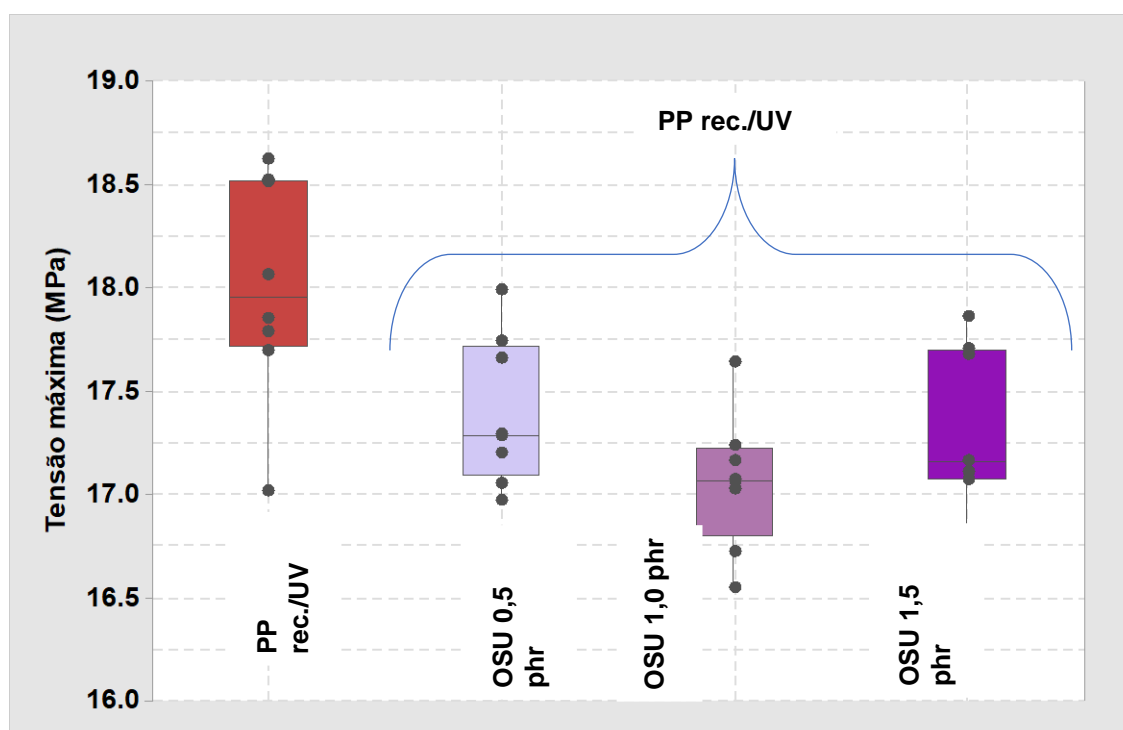 Tensão máxima (MPa)
19.0
18.5
18.0
17.5
17.0
16.5
16.0
PP rec./UV
PP
rec./UV
OSU 0,5
phr
OSU 1,0 phr
OSU 1,5
phr